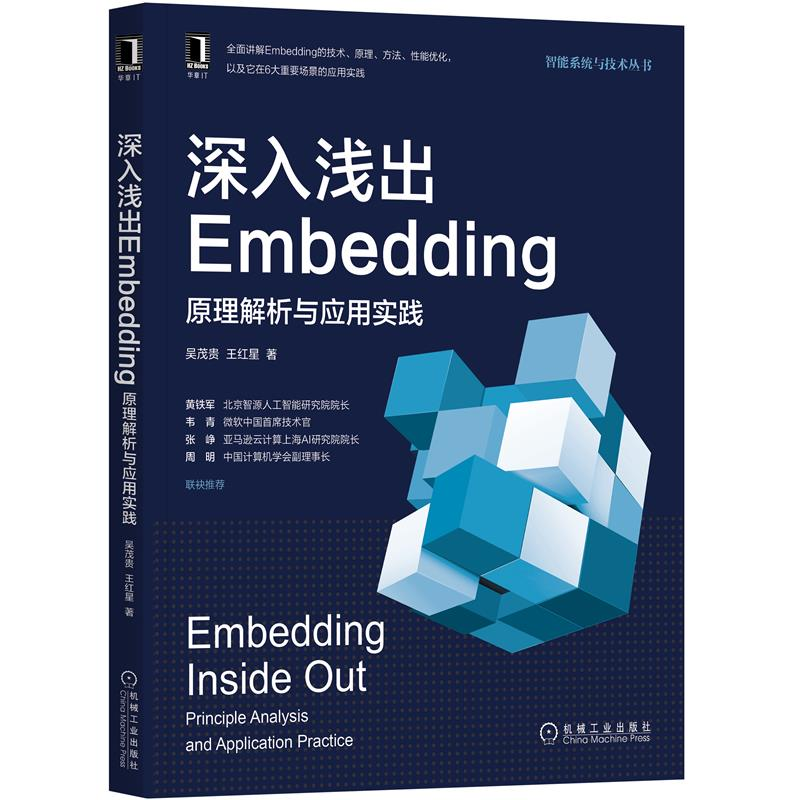 HZ BOOKS
华章IT
深入浅出Embedding
原理解析与应用实践
吴茂贵 王红星 著
机械工业出版社
China Machine Press
HZ BOOKS
华章IT
全面讲解Embedding的技术、原理、方法、性能优化,
以及它在6大重要场景的应用实践
智能系统与技术丛书
深入浅出
Embedding
原理解析与应用实践
吴茂贵 王红星 著
黄铁军 北京智源人工智能研究院院长
韦 青 微软中国首席技术官
张 峥 亚马逊云计算上海AI研究院院长
周 明 中国计算机学会副理事长
联袂推荐
Embedding
Inside Out
Principle Analysis
and Application Practice
机械工业出版社
China Machine Press